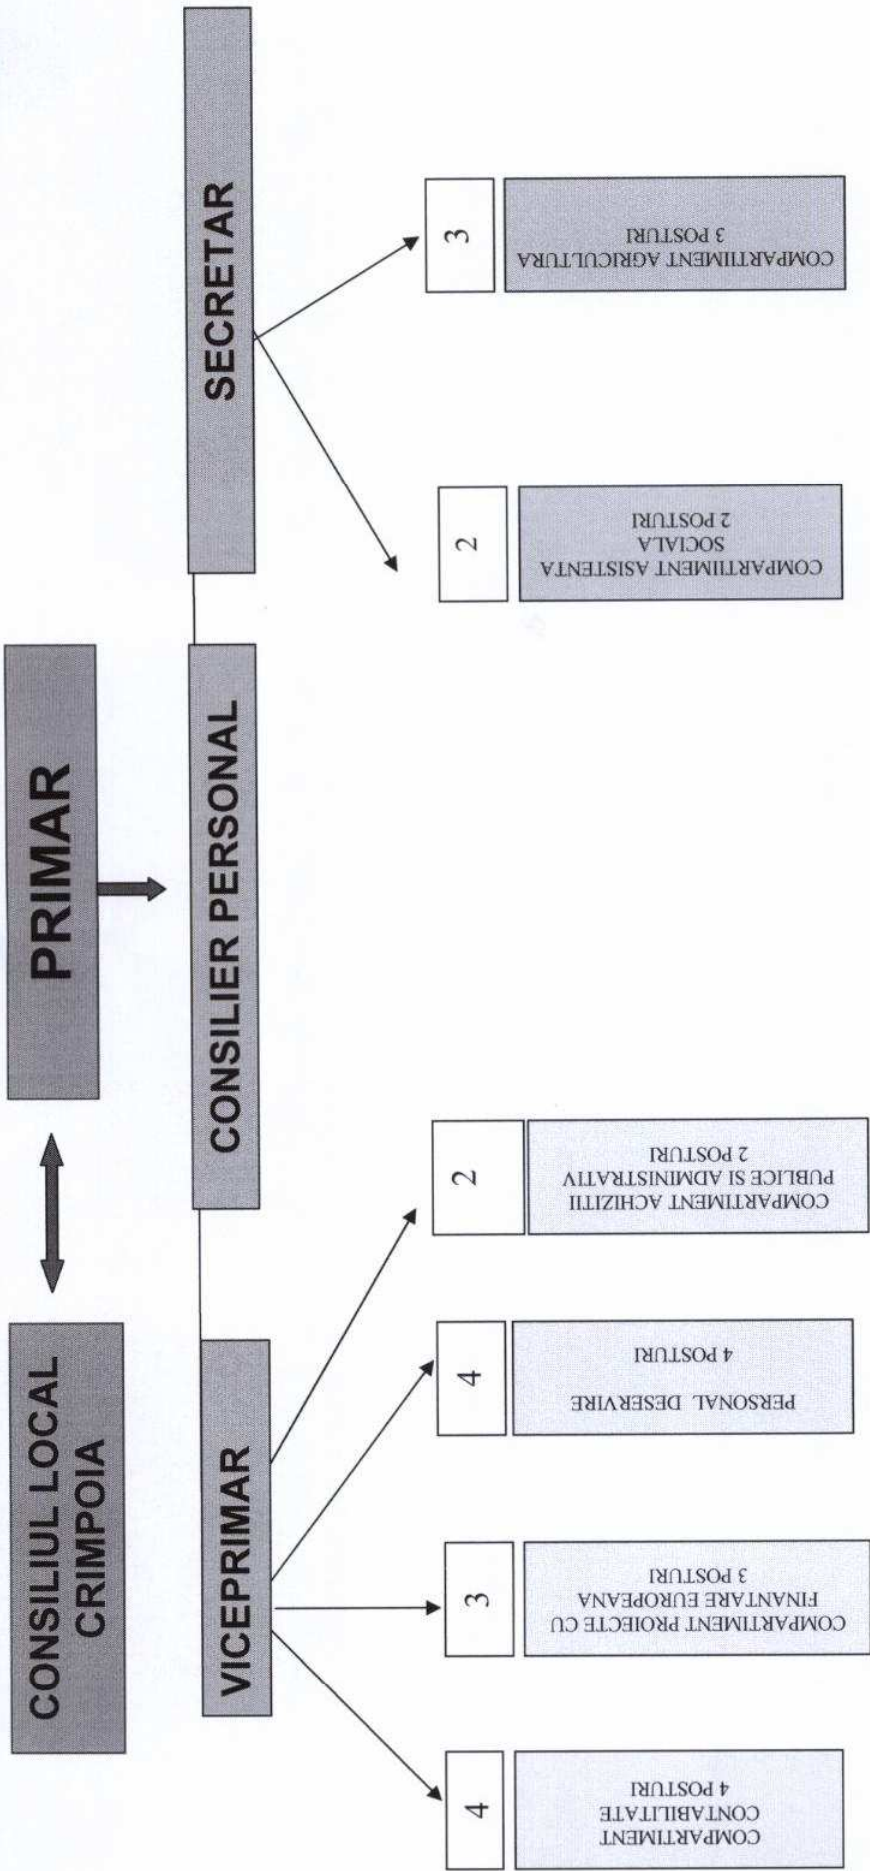 CONSILIUL LOCAL
CRIMPOIA
PRIMAR
VICEPRIMAR
CONSILIER PERSONAL
SECRETAR
4
COMPARTIMENT
CONTABILITATE
4 POSTURI
3
COMPARTIMENT PROIECTE CU
FINANTARE EUROPEANA
3 POSTURI
4
PERSONAL DESERVIRE
4 POSTURI
2
COMPARTIMENT ACHIZITII
PUBLICE SI ADMINISTRATIV
2 POSTURI
2
COMPARTIIMENT ASISTENTA
SOCIALA
2 POSTURI
3
COMPARTIIMENT AGRICULTURA
3 POSTURI